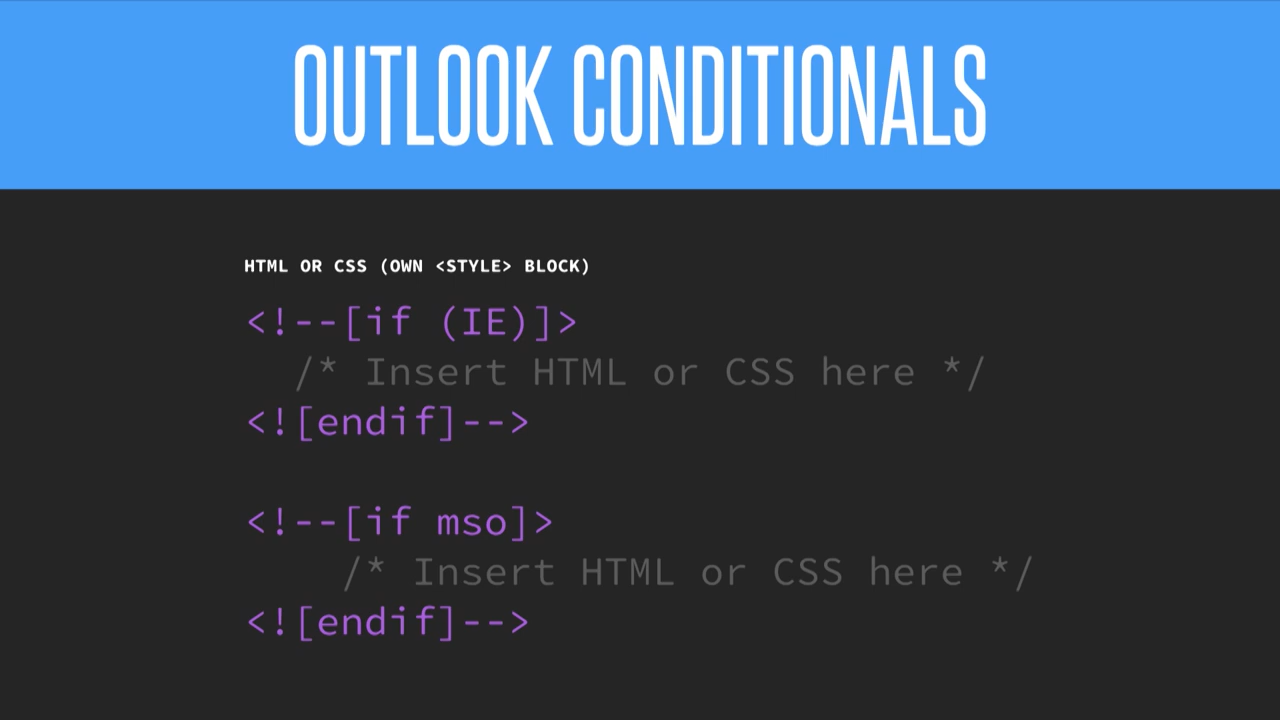 OUTLOOK CONDITIONALS
HTML OR CSS (OWN <STYLE> BLOCK)
<!--[if (IE)]>
/* Insert HTML or CSS here */
<![endif]-->
<!--[if mso]>
/* Insert HTML or CSS here */
<![endif]-->